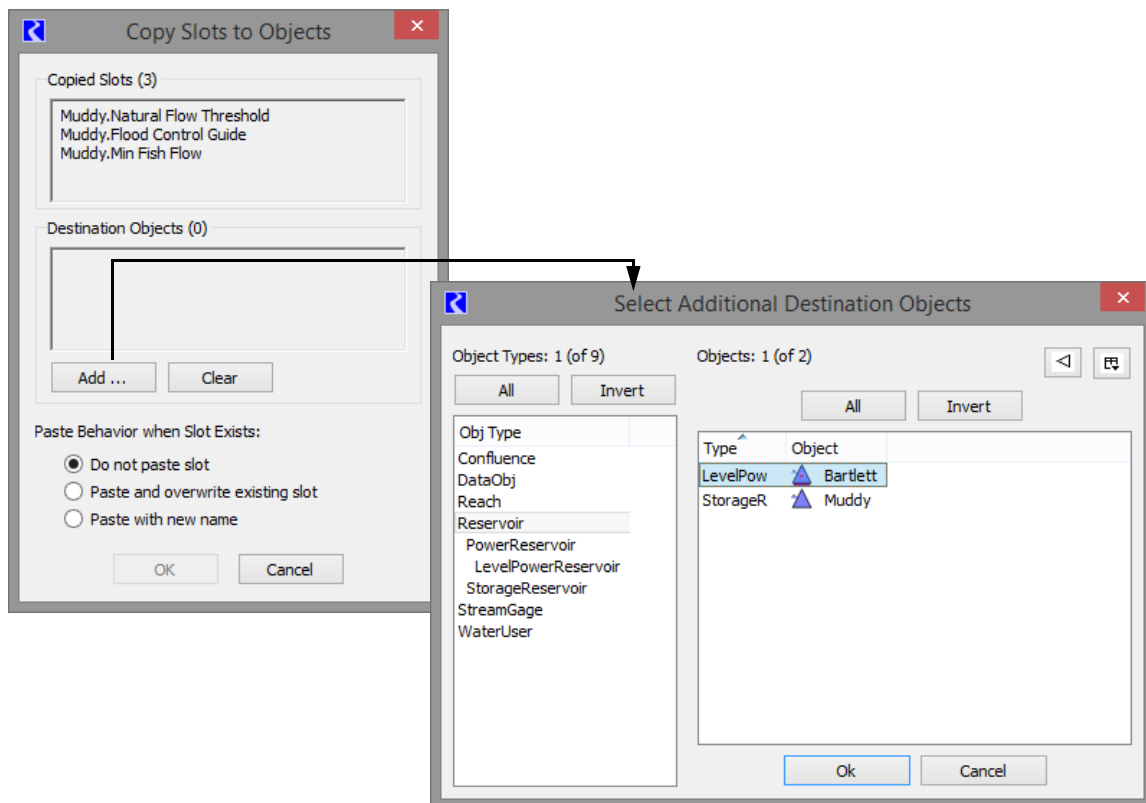 Copy Slots to Objects
Copied Slots (3)
Muddy.Natural Flow Threshold
Muddy.Flood Control Guide
Muddy.Min Fish Flow
Destination Objects (0)
Add ... Clear
Paste Behavior when Slot Exists:
Do not paste slot
Paste and overwrite existing slot
Paste with new name
OK Cancel
Select Additional Destination Objects
Object Types: 1 (of 9)
All Invert
Obj Type
Confluence
DataObj
Reach
Reservoir
PowerReservoir
LevelPowerReservoir
StorageReservoir
StreamGage
WaterUser
Objects: 1 (of 2)
All Invert
Type Object
LevelPow Bartlett
StorageR Muddy
Ok Cancel